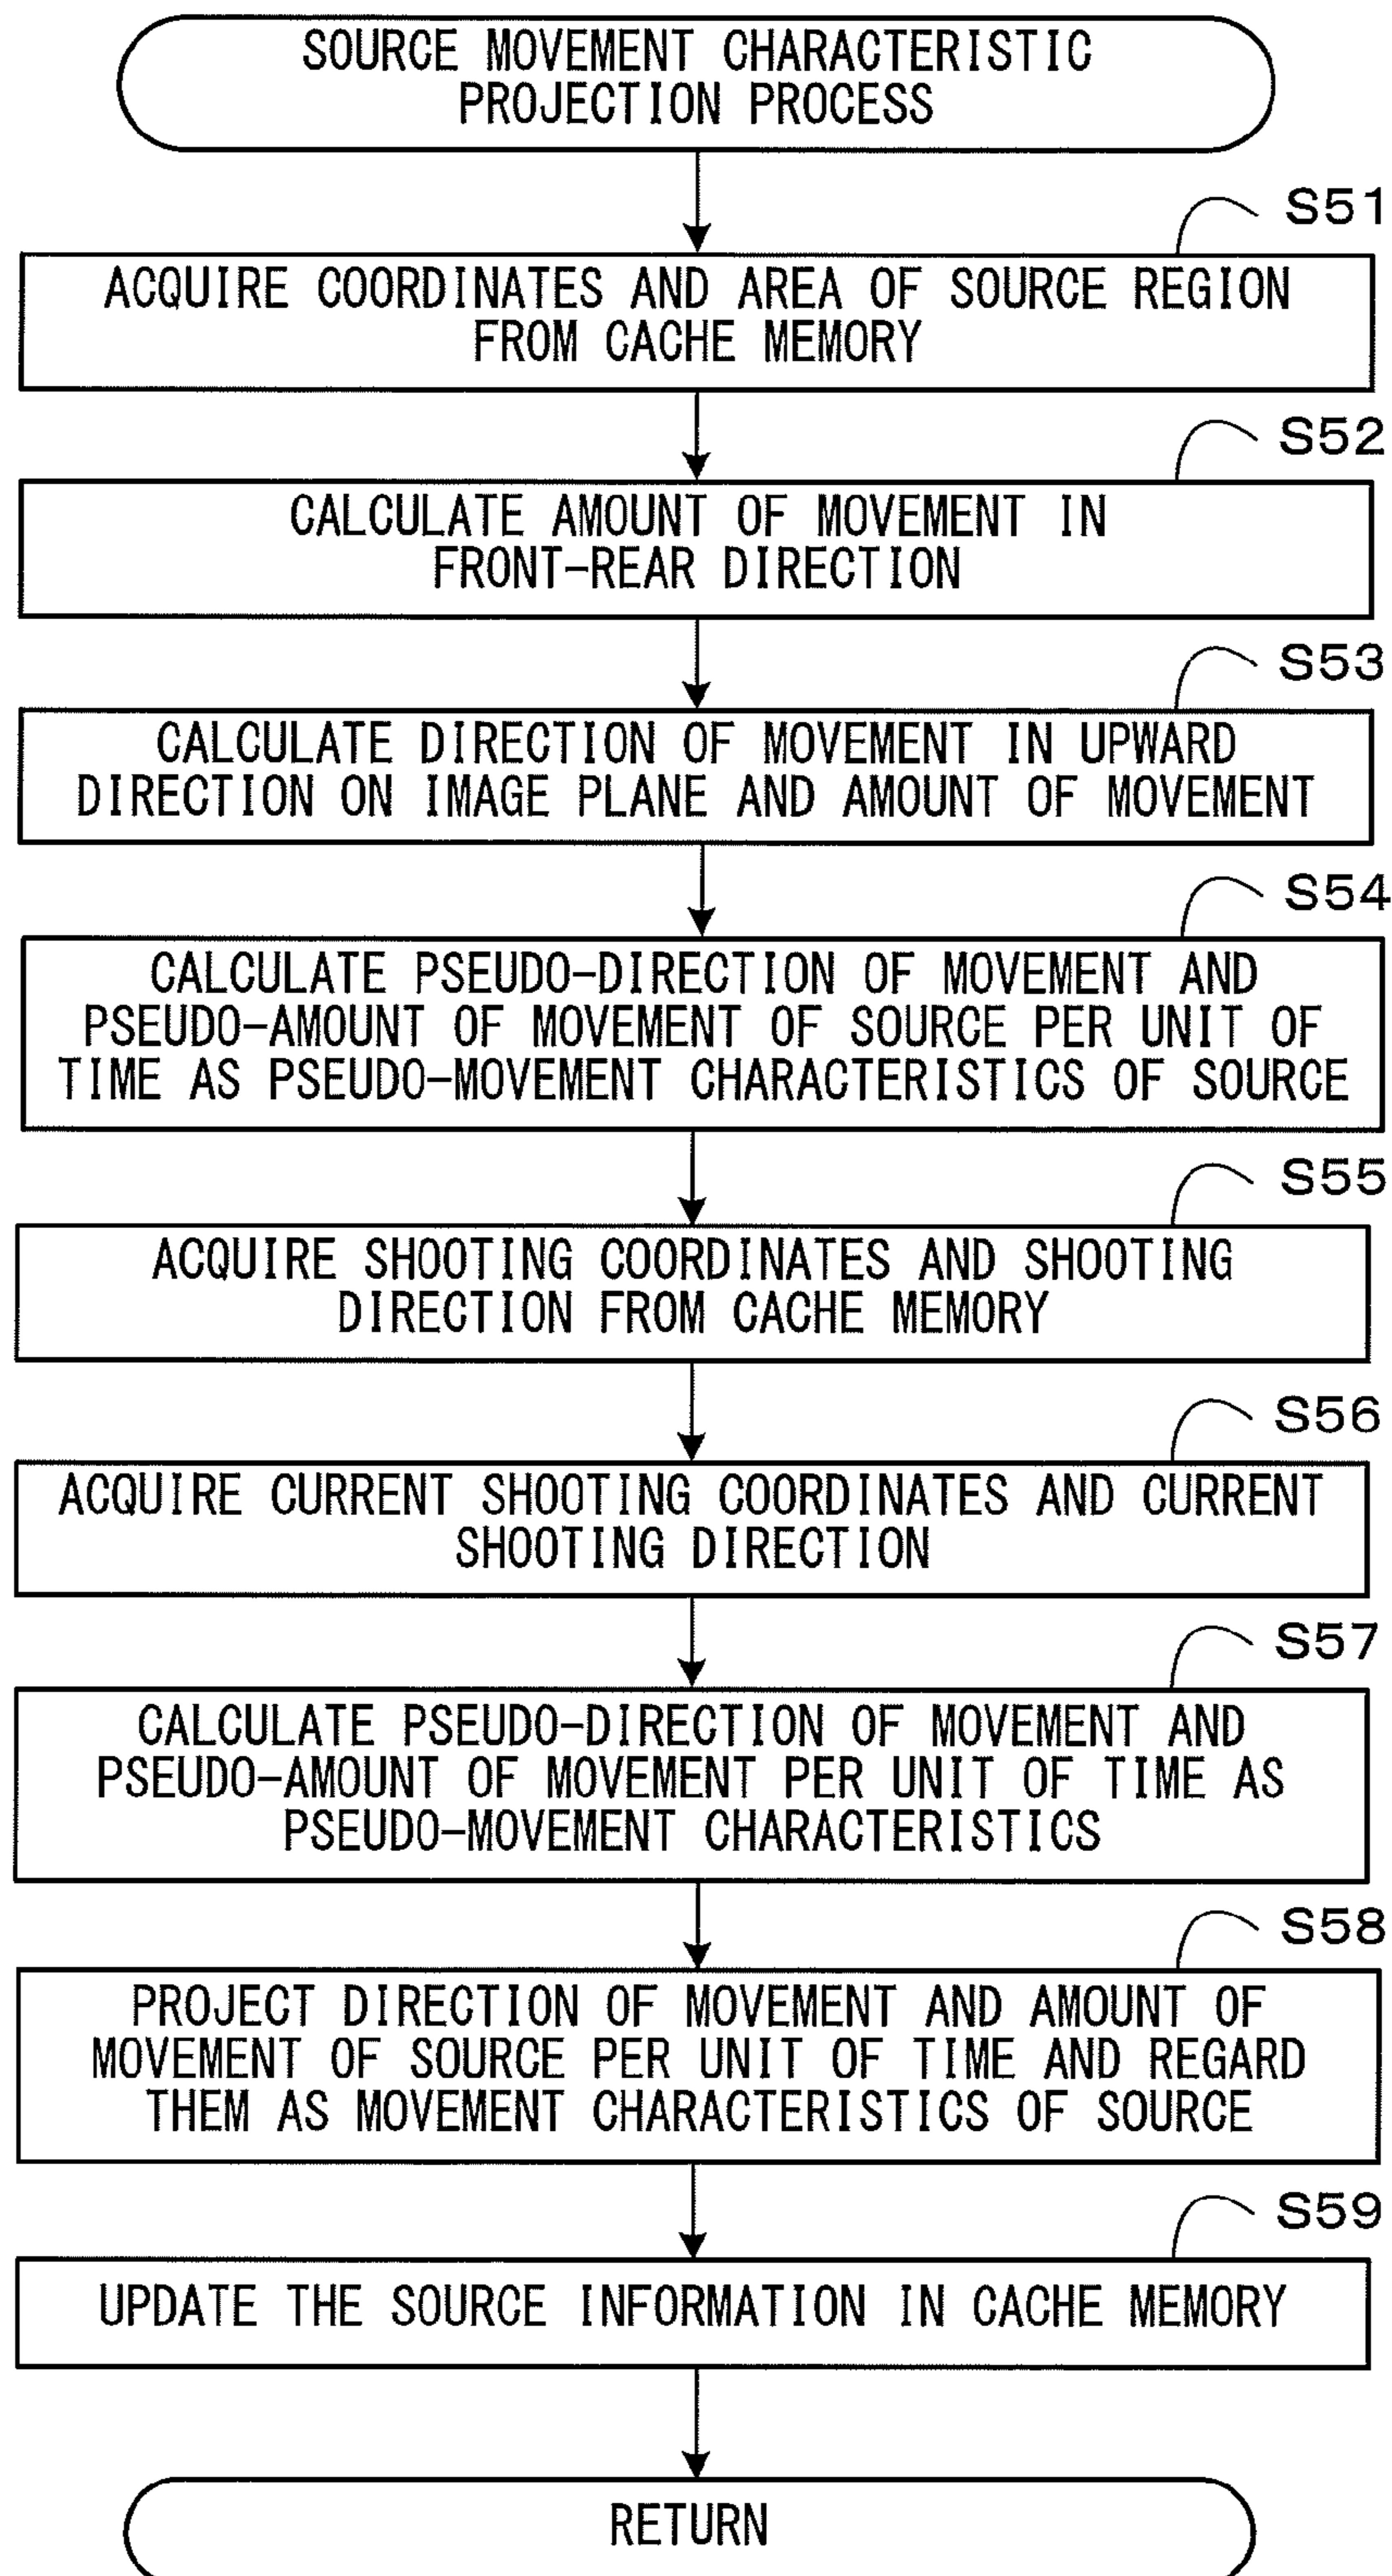 SOURCE MOVEMENT CHARACTERISTIC
PROJECTION PROCESS
S51
ACQUIRE COORDINATES AND AREA OF SOURCE REGION
FROM CACHE MEMORY
S52
CALCULATE AMOUNT OF MOVEMENT IN
FRONT-REAR DIRECTION
S53
CALCULATE DIRECTION OF MOVEMENT IN UPWARD
DIRECTION ON IMAGE PLANE AND AMOUNT OF MOVEMENT
S54
CALCULATE PSEUDO-DIRECTION OF MOVEMENT AND
PSEUDO-AMOUNT OF MOVEMENT OF SOURCE PER UNIT OF
TIME AS PSEUDO-MOVEMENT CHARACTERISTICS OF SOURCE
S55
ACQUIRE SHOOTING COORDINATES AND SHOOTING
DIRECTION FROM CACHE MEMORY
S56
ACQUIRE CURRENT SHOOTING COORDINATES AND CURRENT
SHOOTING DIRECTION
S57
CALCULATE PSEUDO-DIRECTION OF MOVEMENT AND
PSEUDO-AMOUNT OF MOVEMENT PER UNIT OF TIME AS
PSEUDO-MOVEMENT CHARACTERISTICS
S58
PROJECT DIRECTION OF MOVEMENT AND AMOUNT OF
MOVEMENT OF SOURCE PER UNIT OF TIME AND REGARD
THEM AS MOVEMENT CHARACTERISTICS OF SOURCE
S59
UPDATE THE SOURCE INFORMATION IN CACHE MEMORY
RETURN